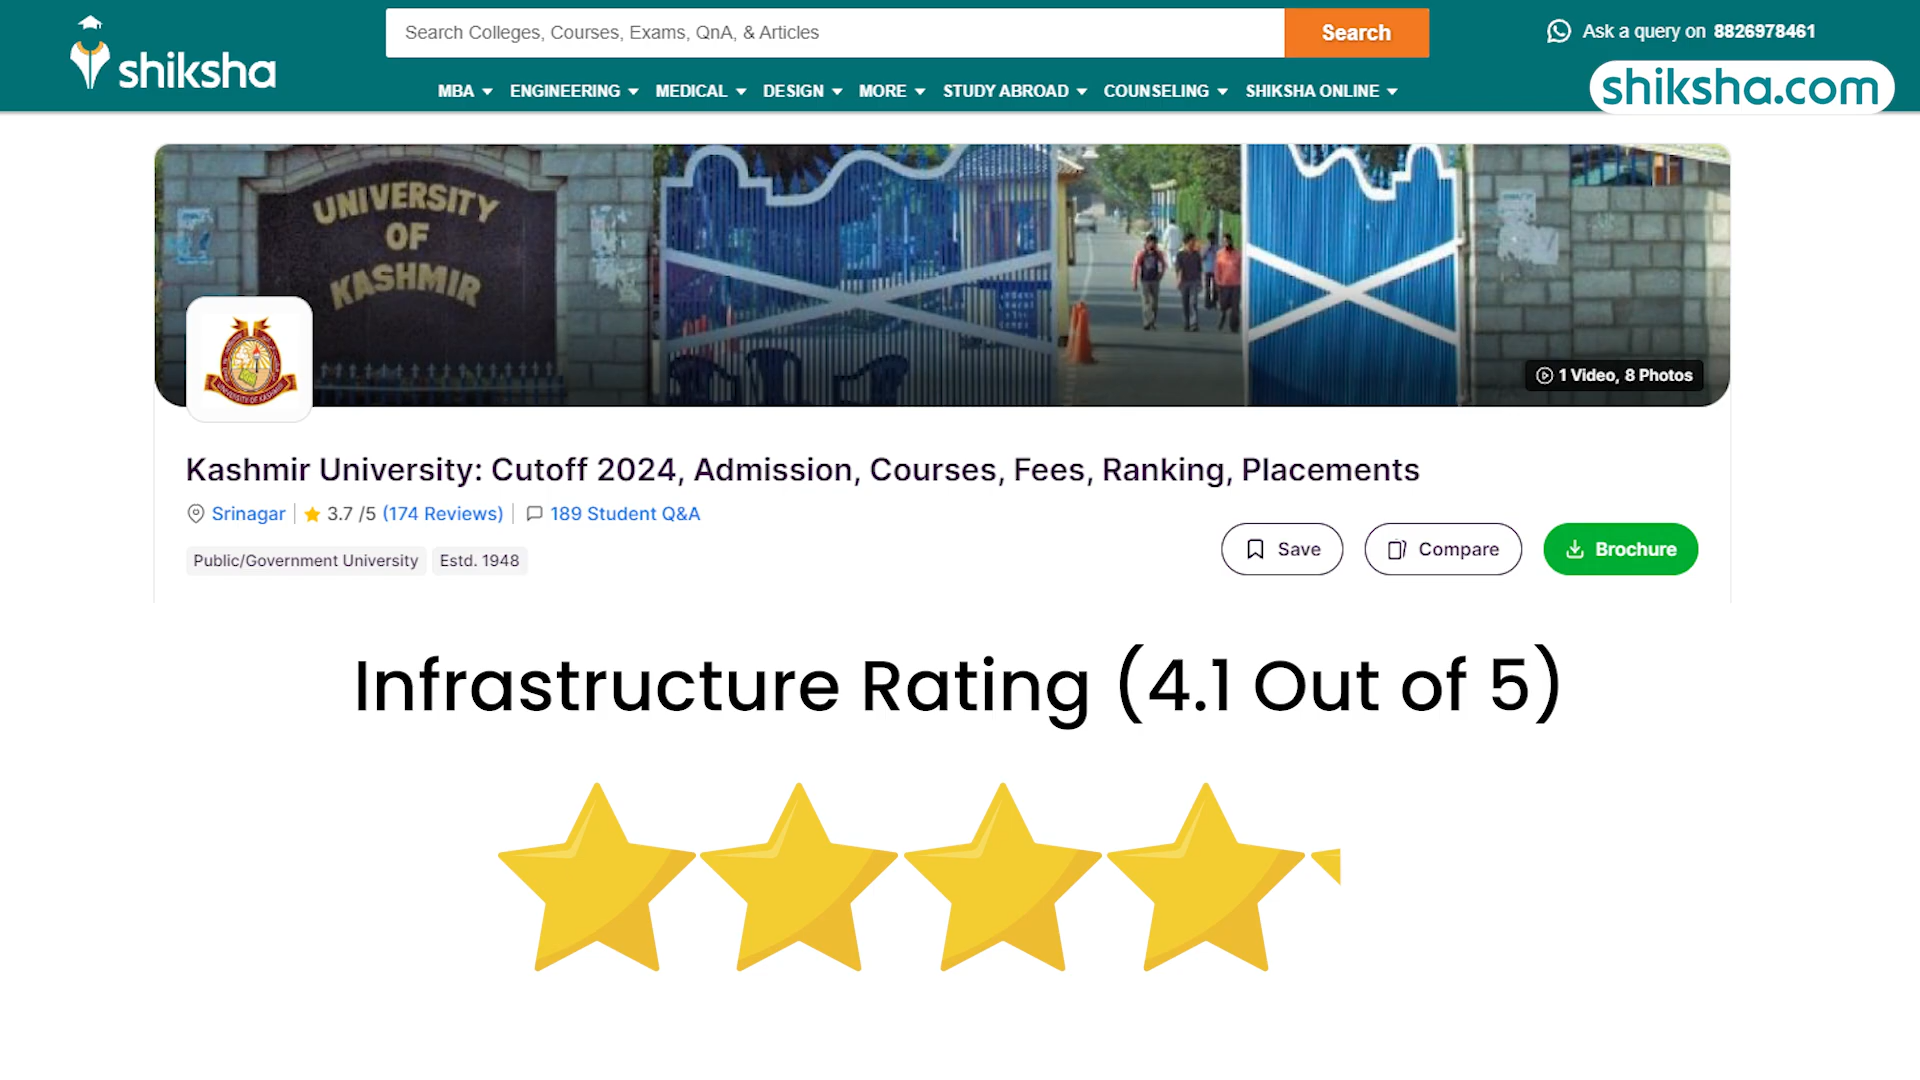 shiksha
Search Colleges, Courses, Exams, QnA, & Articles
Search
Ask a query on 8826978461
shiksha.com
MBA ENGINEERING MEDICAL DESIGN MORE STUDY ABROAD COUNSELING SHIKSHA ONLINE
UNIVERSITY
OF
KASHMIR
UNIVERSITY OF KASHMIR
1 Video, 8 Photos
Kashmir University: Cutoff 2024, Admission, Courses, Fees, Ranking, Placements
Srinagar 3.7 /5 (174 Reviews) 189 Student Q&A
Public/Government University Estd. 1948
Save
Compare
Brochure
Infrastructure Rating (4.1 Out of 5)